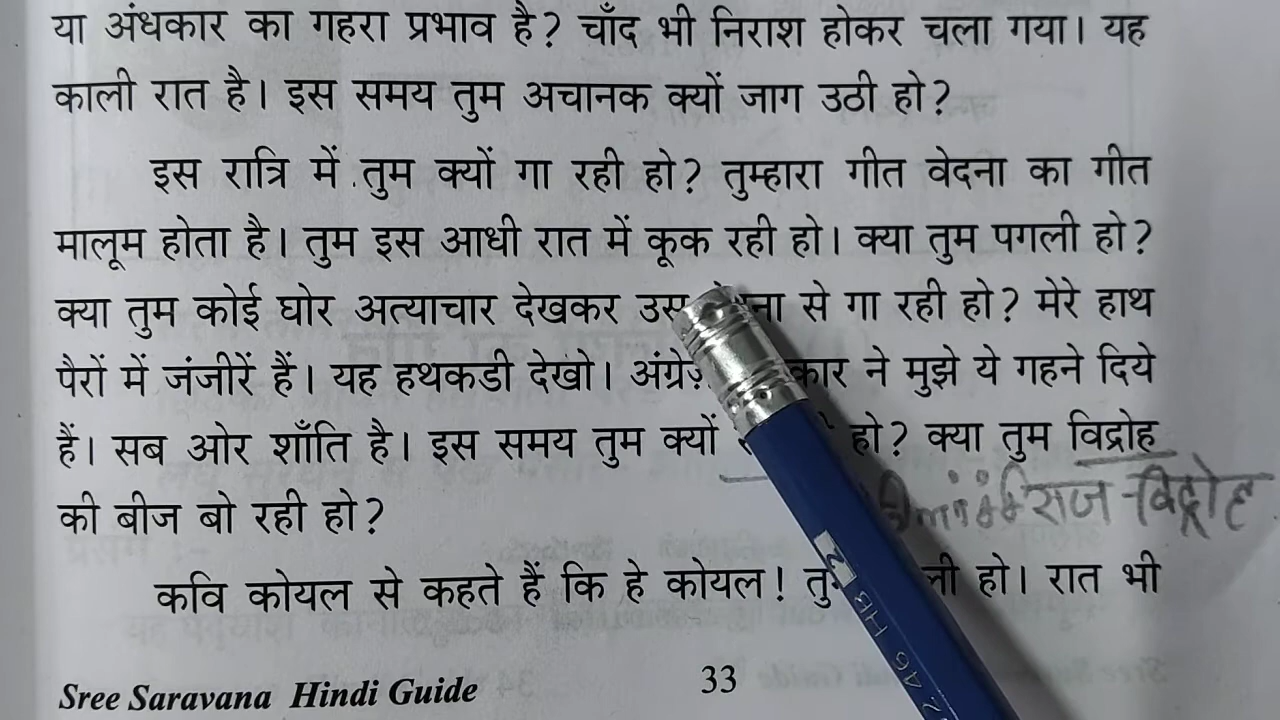 या अंधकार का गहरा प्रभाव है? चाँद भी निराश होकर चला गया। यह
काली रात है। इस समय तुम अचानक क्यों जाग उठी हो?
इस रात्रि में तुम क्यों गा रही हो? तुम्हारा गीत वेदना का गीत
मालूम होता है। तुम इस आधी रात में कूक रही हो। क्या तुम पगली हो?
क्या तुम कोई घोर अत्याचार देखकर उस से गा रही हो? मेरे हाथ
पैरों में जंजीरें हैं। यह हथकडी देखो। ने मुझे ये गहने दिये
हैं। सब ओर शाँति है। इस समय तुम क्यों हो? क्या तुम विद्रोह
राज-विद्रोह
की बीज बो रही हो?
कवि कोयल से कहते हैं कि हे कोयल! हो। रात भी
Sree Saravana Hindi Guide 33
HB 2